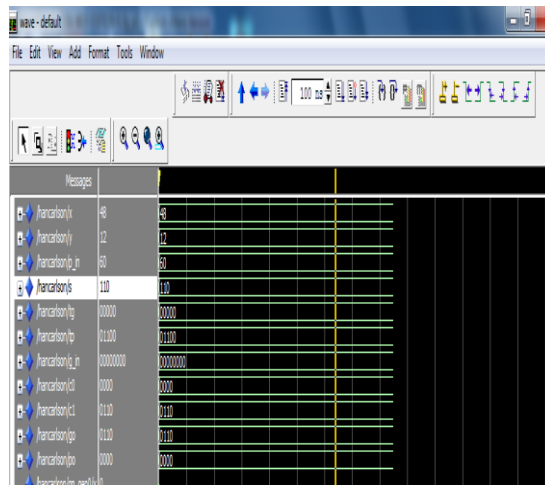 wave - default
File Edit View Add Format Tools Window
100 ns
Messages
/hancarlson/x 48 48
/hancarlson/y 12 12
/hancarlson/p_in 60 60
/hancarlson/s 110 110
/hancarlson/tg 00000 00000
/hancarlson/tp 01100 01100
/hancarlson/g_in 00000000 00000000
/hancarlson/c0 0000 0000
/hancarlson/c1 0110 0110
/hancarlson/go 0110 0110
/hancarlson/po 0000 0000